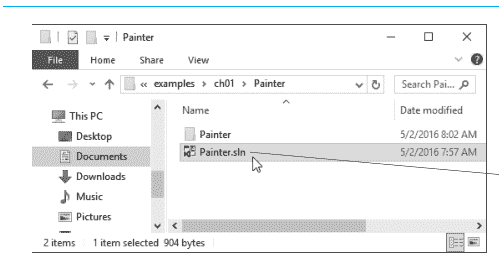 Painter
File Home Share View
« examples › ch01 › Painter
Search Pai...
This PC
Desktop
Documents
Downloads
Music
Pictures
Name Date modified
Painter 5/2/2016 8:02 AM
Painter.sln 5/2/2016 7:57 AM
2 items 1 item selected 904 bytes